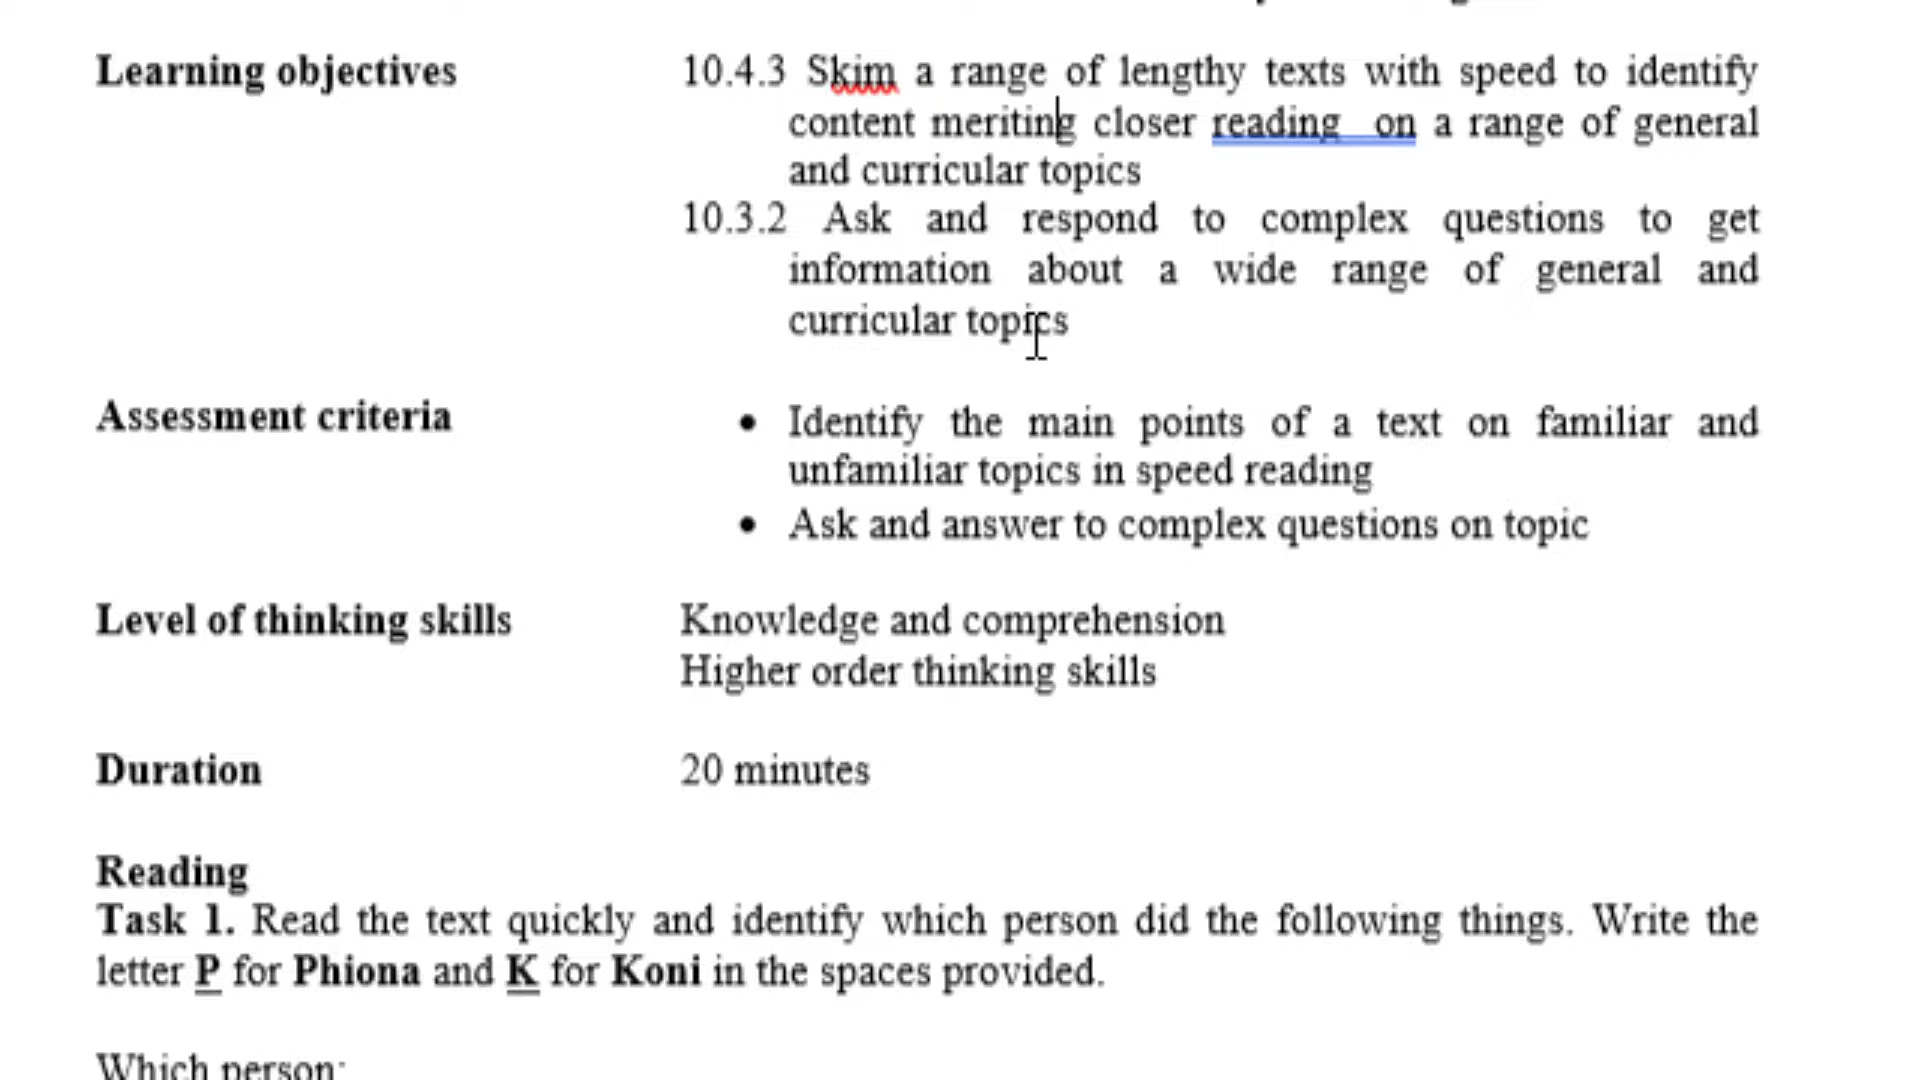 Learning objectives
10.4.3 Skim a range of lengthy texts with speed to identify
content meriting closer reading on a range of general
and curricular topics
10.3.2 Ask and respond to complex questions to get
information about a wide range of general and
curricular topics
Assessment criteria
• Identify the main points of a text on familiar and
unfamiliar topics in speed reading
• Ask and answer to complex questions on topic
Level of thinking skills
Knowledge and comprehension
Higher order thinking skills
Duration
20 minutes
Reading
Task 1. Read the text quickly and identify which person did the following things. Write the
letter P for Phiona and K for Koni in the spaces provided.
Which person: